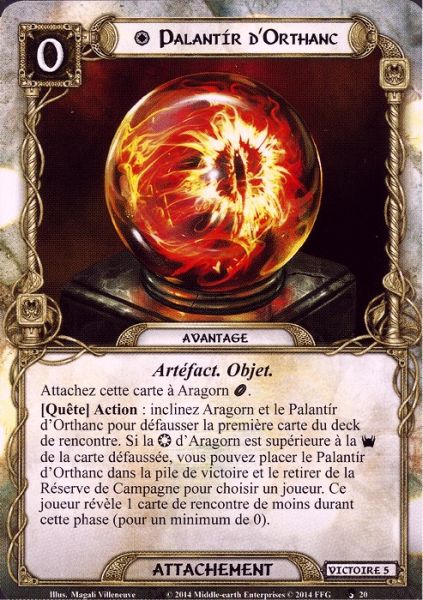 0
PALANTÍR D'ORTHANC
AVANTAGE
Artéfact. Objet.
Attachez cette carte à Aragorn.
[Quête] Action : inclinez Aragorn et le Palantír
d'Orthanc pour défausser la première carte du deck
de rencontre. Si la d'Aragorn est supérieure à la
de la carte défaussée, vous pouvez placer le Palantír
d'Orthanc dans la pile de victoire et le retirer de la
Réserve de Campagne pour choisir un joueur. Ce
joueur révèle 1 carte de rencontre de moins durant
cette phase (pour un minimum de 0).
ATTACHEMENT
VICTOIRE 5
Illus. Magali Villeneuve © 2014 Middle-earth Enterprises © 2014 FFG 20